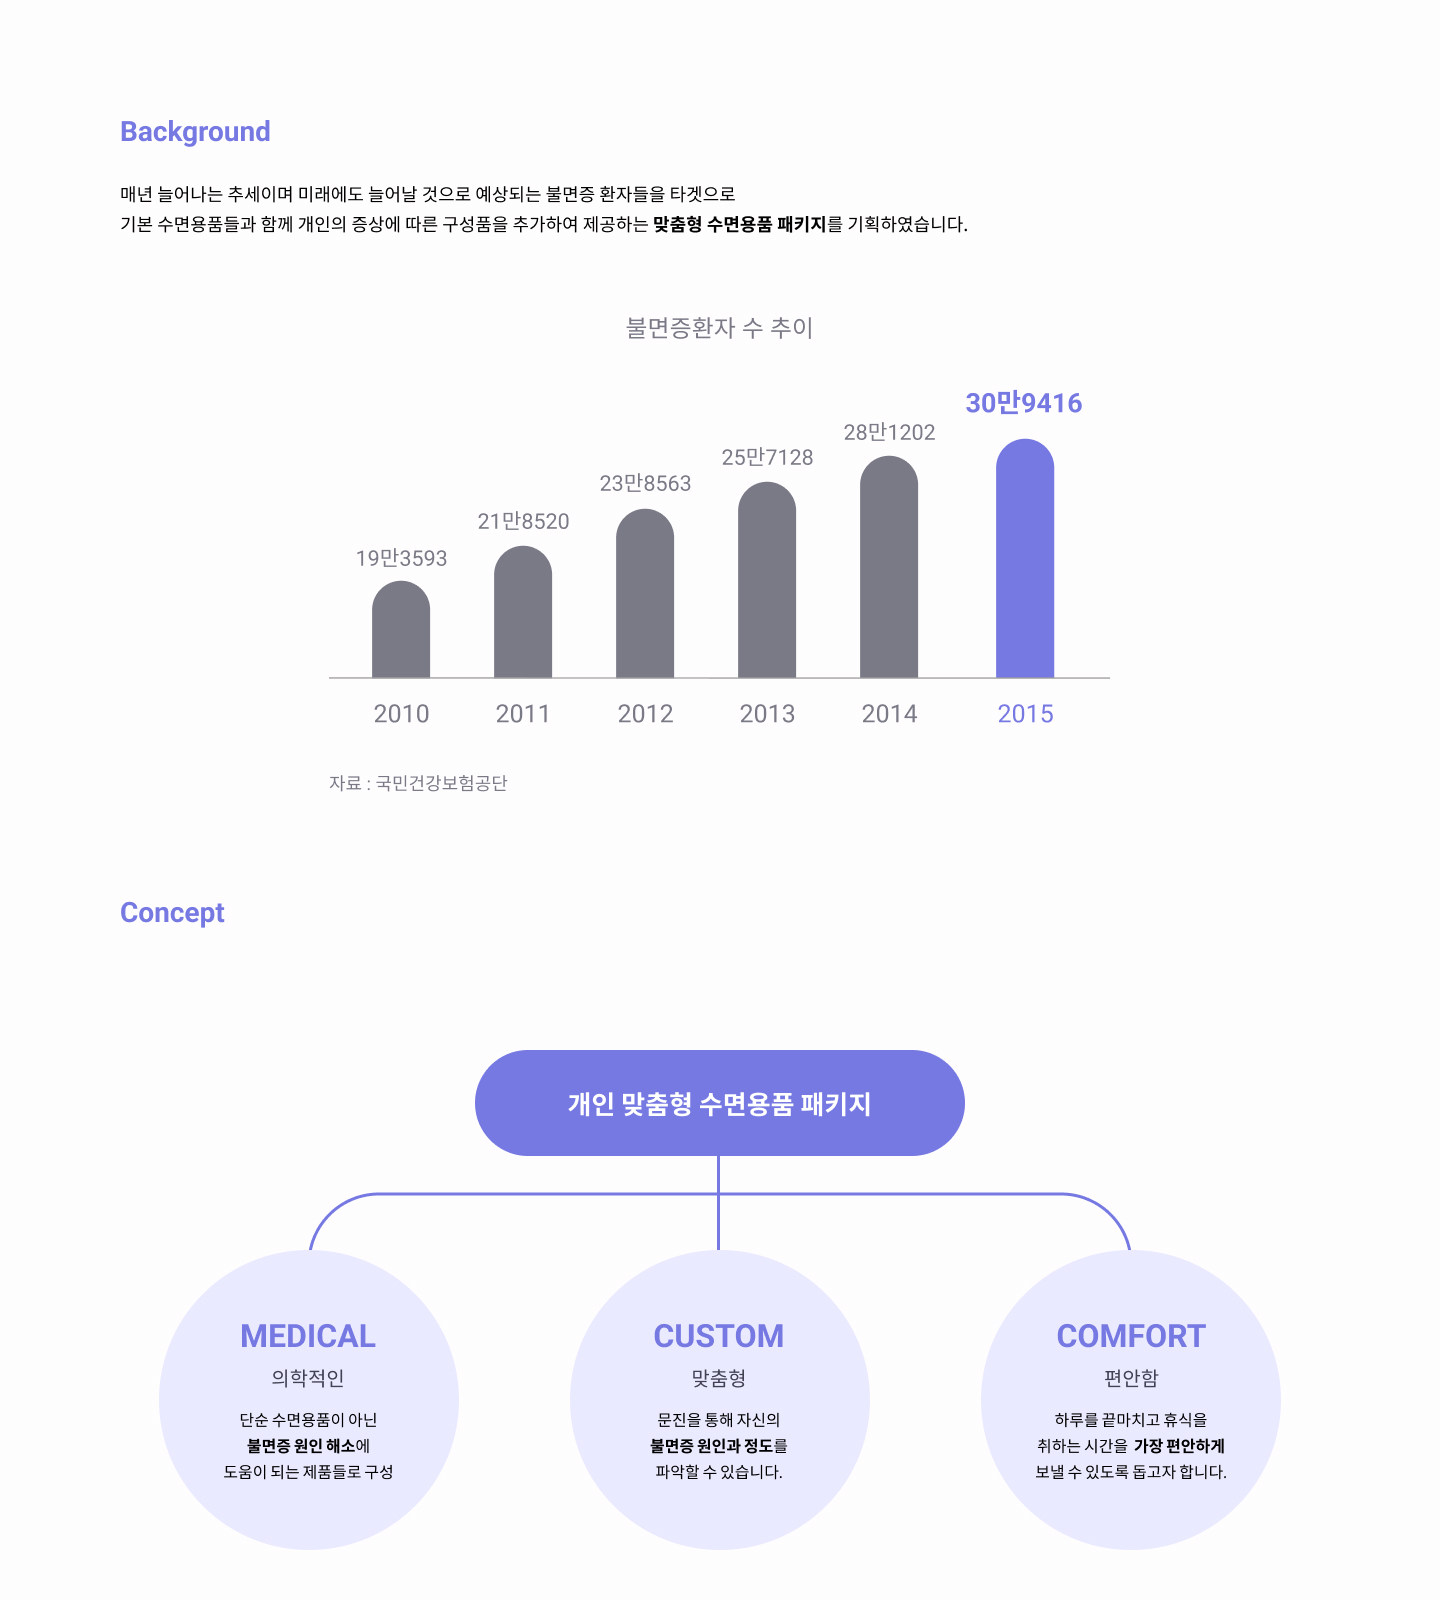 Background
매년 늘어나는 추세이며 미래에도 늘어날 것으로 예상되는 불면증 환자들을 타겟으로
기본 수면용품들과 함께 개인의 증상에 따른 구성품을 추가하여 제공하는 맞춤형 수면용품 패키지를 기획하였습니다.
불면증환자 수 추이
19만3593
21만8520
23만8563
25만7128
28만1202
30만9416
2010
2011
2012
2013
2014
2015
자료 : 국민건강보험공단
Concept
개인 맞춤형 수면용품 패키지
MEDICAL
의학적인
단순 수면용품이 아닌
불면증 원인 해소에
도움이 되는 제품들로 구성
CUSTOM
맞춤형
문진을 통해 자신의
불면증 원인과 정도를
파악할 수 있습니다.
COMFORT
편안함
하루를 끝마치고 휴식을
취하는 시간을 가장 편안하게
보낼 수 있도록 돕고자 합니다.